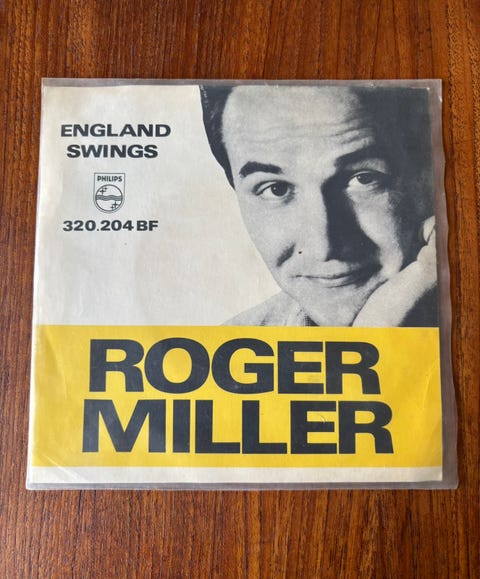 ENGLAND
SWINGS
PHILIPS
320.204 BF
ROGER
MILLER